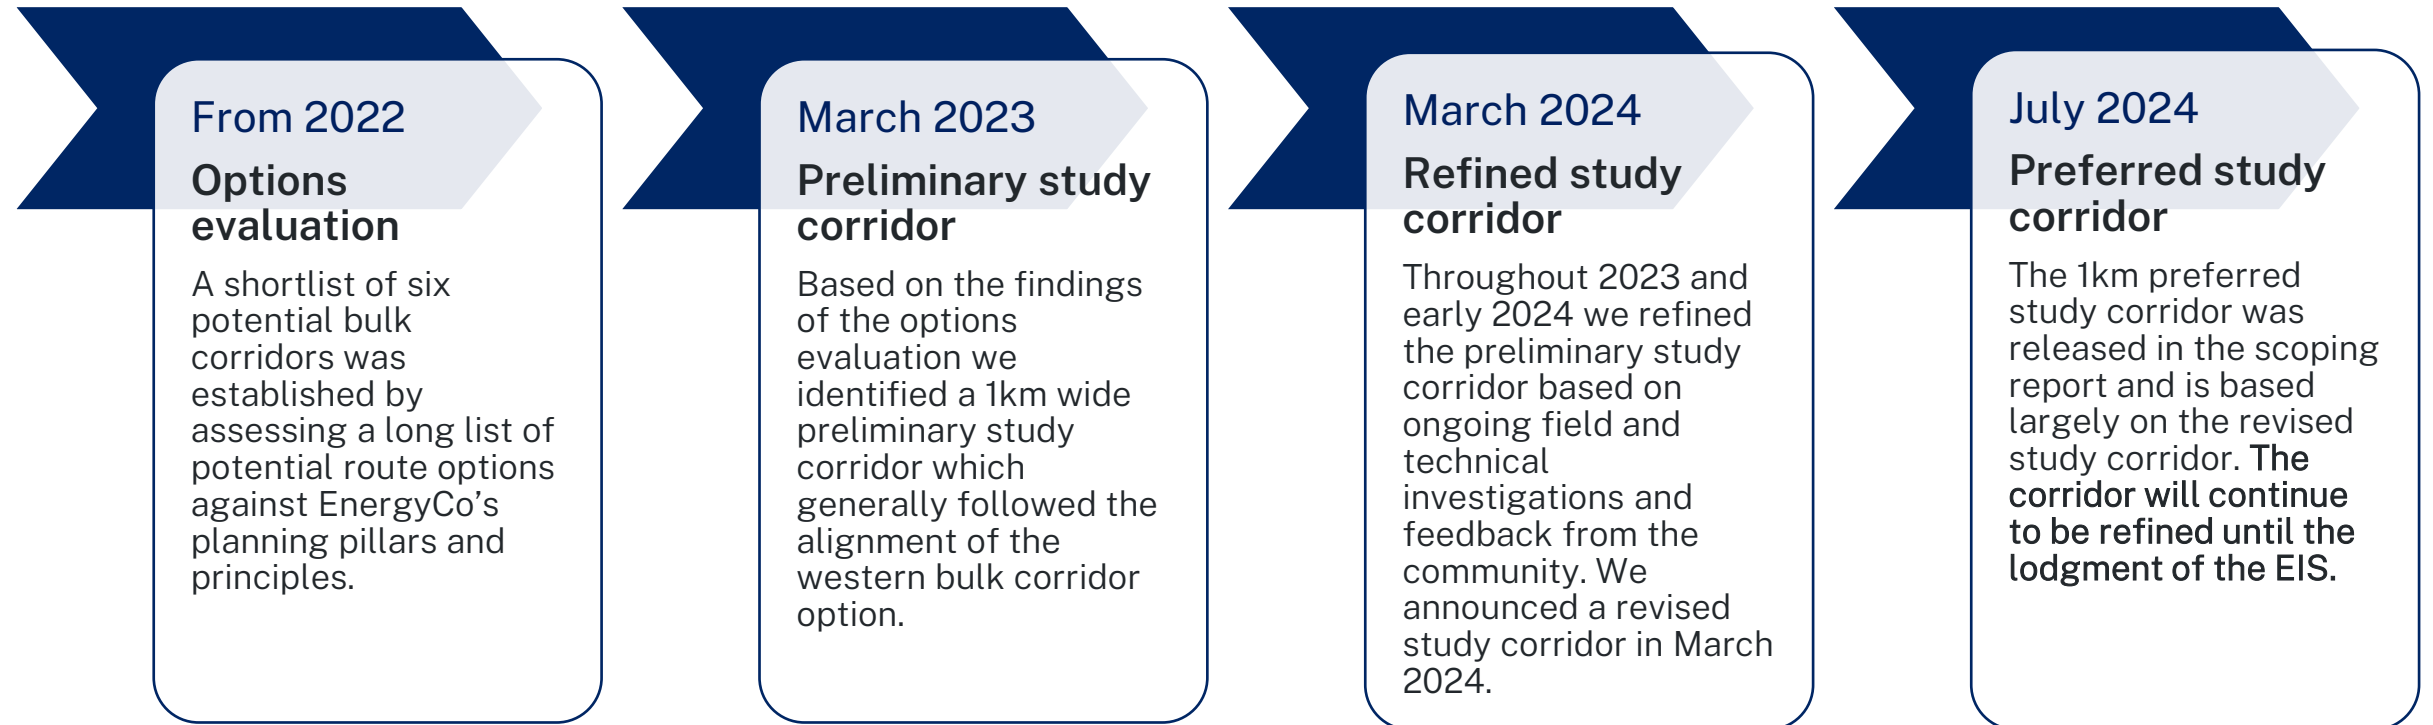 From 2022
Options
evaluation
A shortlist of six
potential bulk
corridors was
established by
assessing a long list of
potential route options
against EnergyCo’s
planning pillars and
principles.
March 2023
Preliminary study
corridor
Based on the findings
of the options
evaluation we
identified a 1km wide
preliminary study
corridor which
generally followed the
alignment of the
western bulk corridor
option.
March 2024
Refined study
corridor
Throughout 2023 and
early 2024 we refined
the preliminary study
corridor based on
ongoing field and
technical
investigations and
feedback from the
community. We
announced a revised
study corridor in March
2024.
July 2024
Preferred study
corridor
The 1km preferred
study corridor was
released in the scoping
report and is based
largely on the revised
study corridor. The
corridor will continue
to be refined until the
lodgment of the EIS.